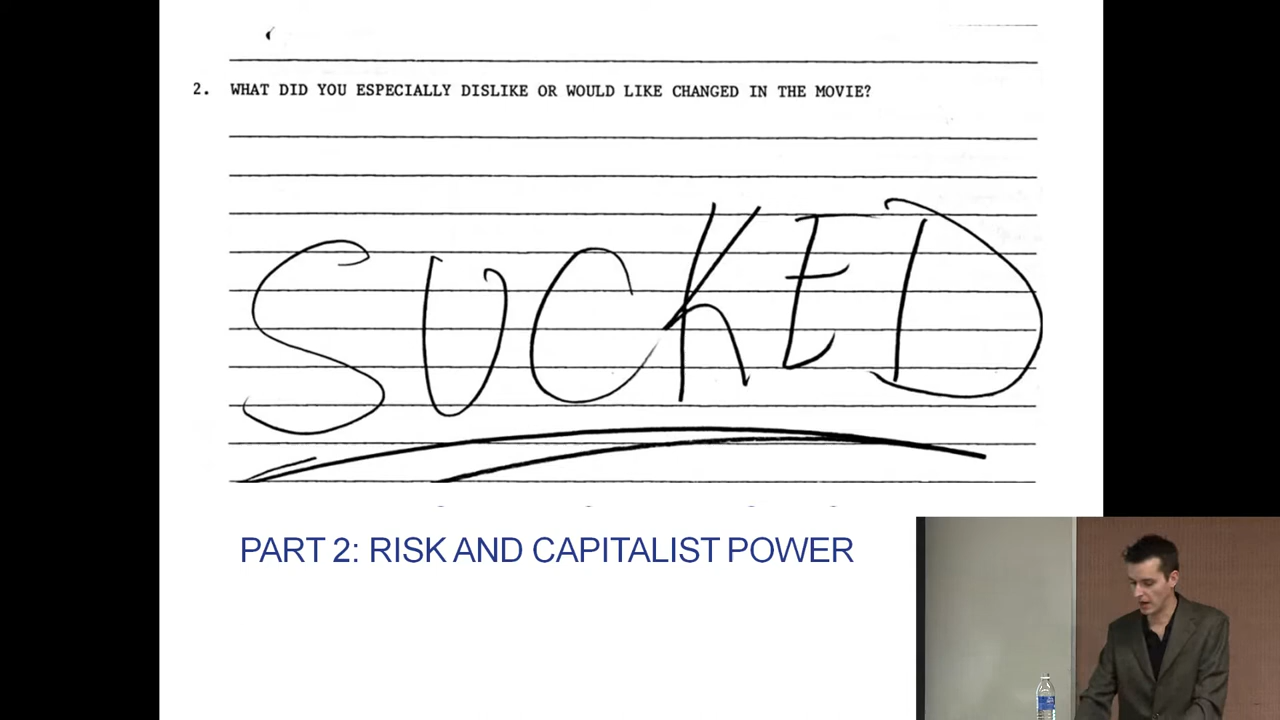 2. WHAT DID YOU ESPECIALLY DISLIKE OR WOULD LIKE CHANGED IN THE MOVIE?
SUCKED
PART 2: RISK AND CAPITALIST POWER